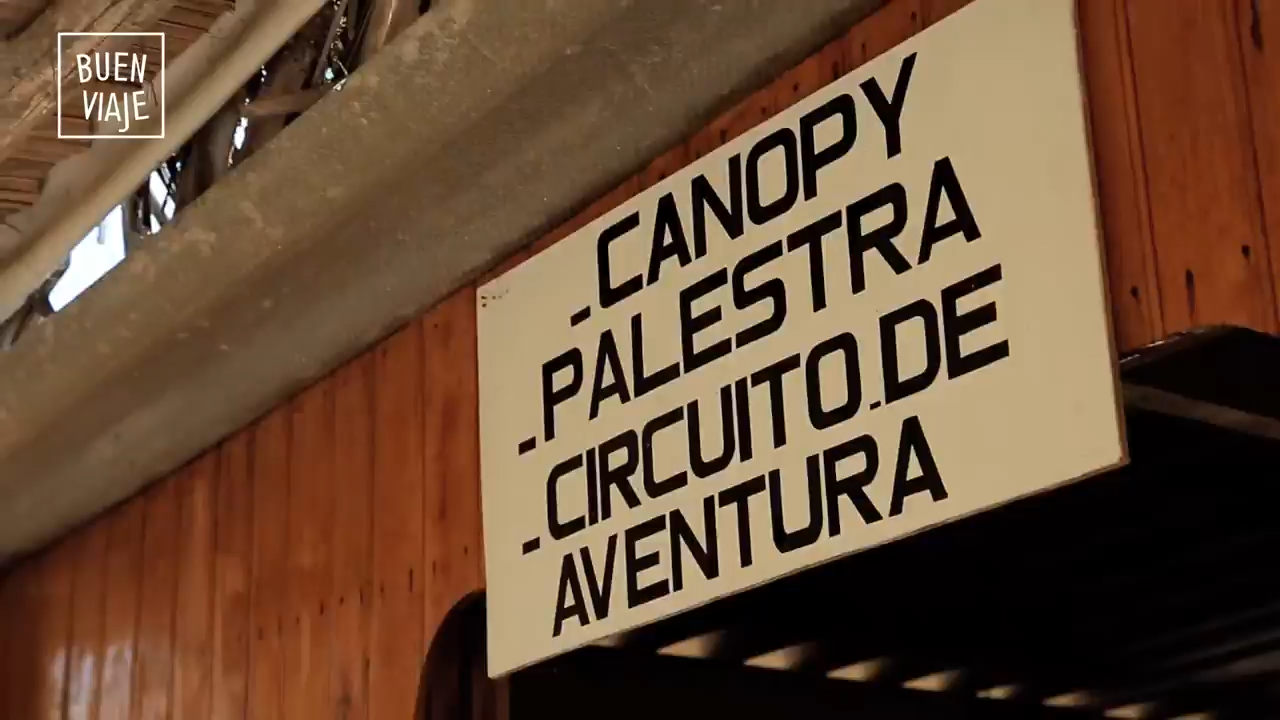 BUEN
VIAJE
-CANOPY
-PALESTRA
-CIRCUITO.DE
AVENTURA